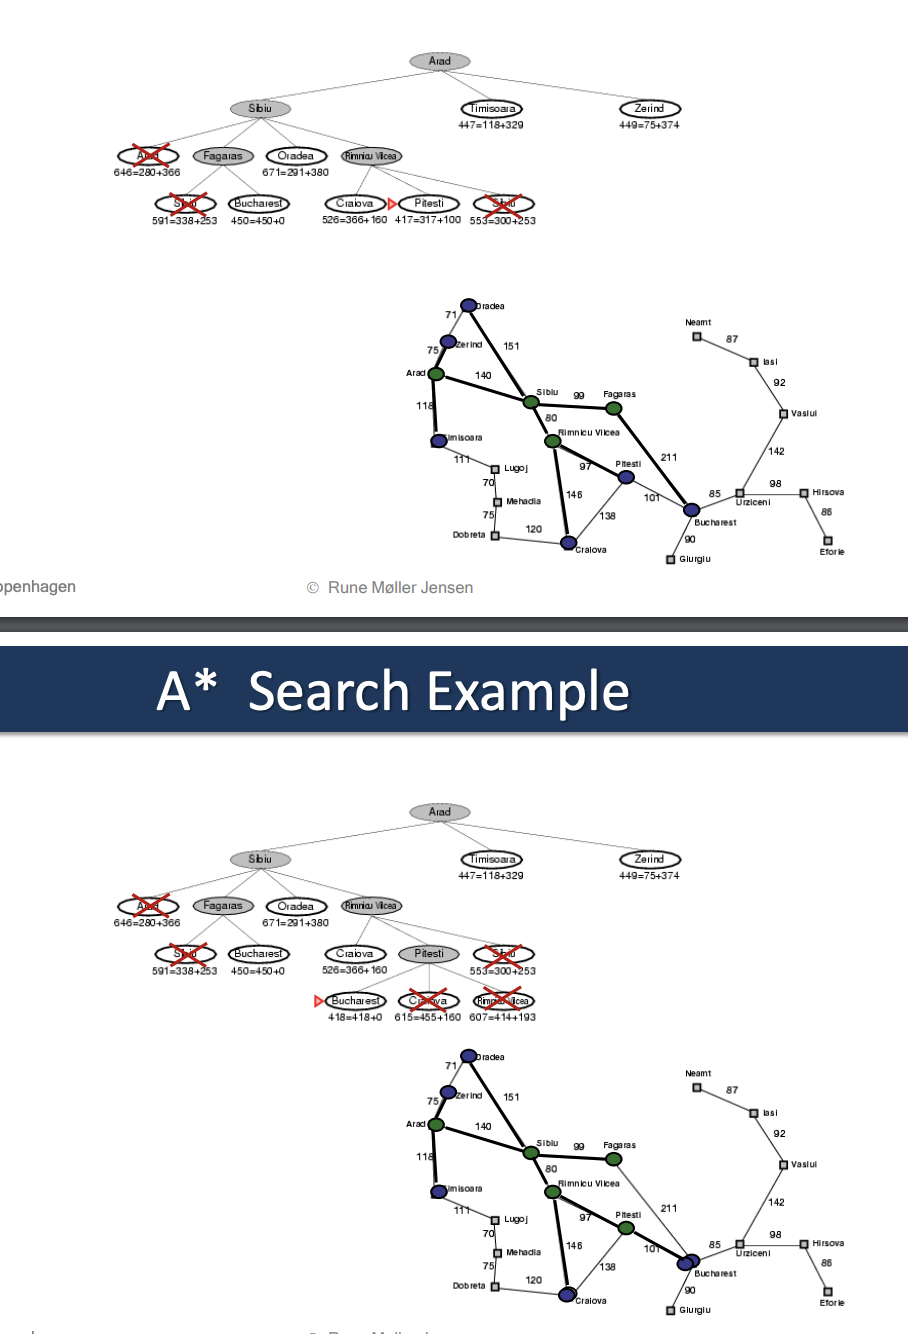 Arad
Sibiu
Timisoara
Zerind
447=118+329
449=75+374
Arad
Fagaras
Oradea
Rimnicu Vilcea
646=280+366
671=291+380
Sibiu
Bucharest
Craiova
Pitesti
Sibiu
591=338+253
450=450+0
526=366+160
417=317+100
553=300+253
Oradea
71
Neamt
87
Zerind
151
75
Iasi
Arad
140
92
Sibiu
99
Fagaras
118
80
Vaslui
Timisoara
Rimnicu Vilcea
142
111
97
Pitesti
211
Lugoj
70
146
101
85
98
Hirsova
Mehadia
Urziceni
75
138
Bucharest
86
120
90
Dobreta
Craiova
Giurgiu
Eforie
openhagen
© Rune Møller Jensen
A* Search Example
Arad
Sibiu
Timisoara
Zerind
447=118+329
449=75+374
Arad
Fagaras
Oradea
Rimnicu Vilcea
646=280+366
671=291+380
Sibiu
Bucharest
Craiova
Pitesti
Sibiu
591=338+253
450=450+0
526=366+160
553=300+253
Bucharest
Craiova
Rimnicu Vilcea
418=418+0
615=455+160
607=414+193
Oradea
71
Neamt
87
Zerind
151
75
Iasi
Arad
140
92
Sibiu
99
Fagaras
118
80
Vaslui
Timisoara
Rimnicu Vilcea
142
111
97
Pitesti
211
Lugoj
70
146
101
85
98
Hirsova
Mehadia
Urziceni
75
138
Bucharest
86
120
90
Dobreta
Craiova
Giurgiu
Eforie